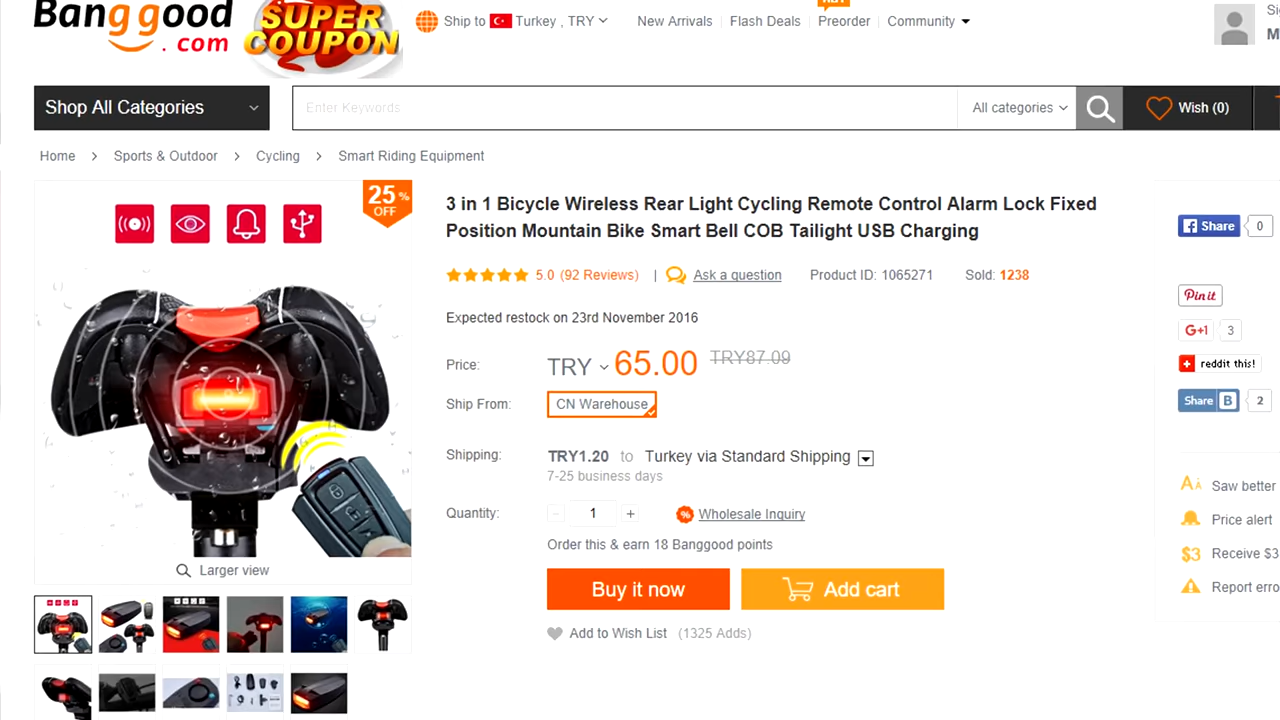 Banggood
.com
SUPER
COUPON
Ship to Turkey , TRY
New Arrivals
Flash Deals
Preorder
Community
Shop All Categories
Enter Keywords
All categories
Wish (0)
Home > Sports & Outdoor > Cycling > Smart Riding Equipment
25%
OFF
3 in 1 Bicycle Wireless Rear Light Cycling Remote Control Alarm Lock Fixed
Position Mountain Bike Smart Bell COB Tailight USB Charging
5.0 (92 Reviews) | Ask a question Product ID: 1065271 Sold: 1238
Expected restock on 23rd November 2016
Price: TRY 65.00 TRY87.09
Ship From: CN Warehouse
Shipping: TRY1.20 to Turkey via Standard Shipping
7-25 business days
Quantity: - 1 + Wholesale Inquiry
Order this & earn 18 Banggood points
Buy it now
Add cart
Add to Wish List (1325 Adds)
Larger view
Share 0
Pin it
G+1 3
reddit this!
Share B 2
Saw better
Price alert
$3 Receive $3
Report erro